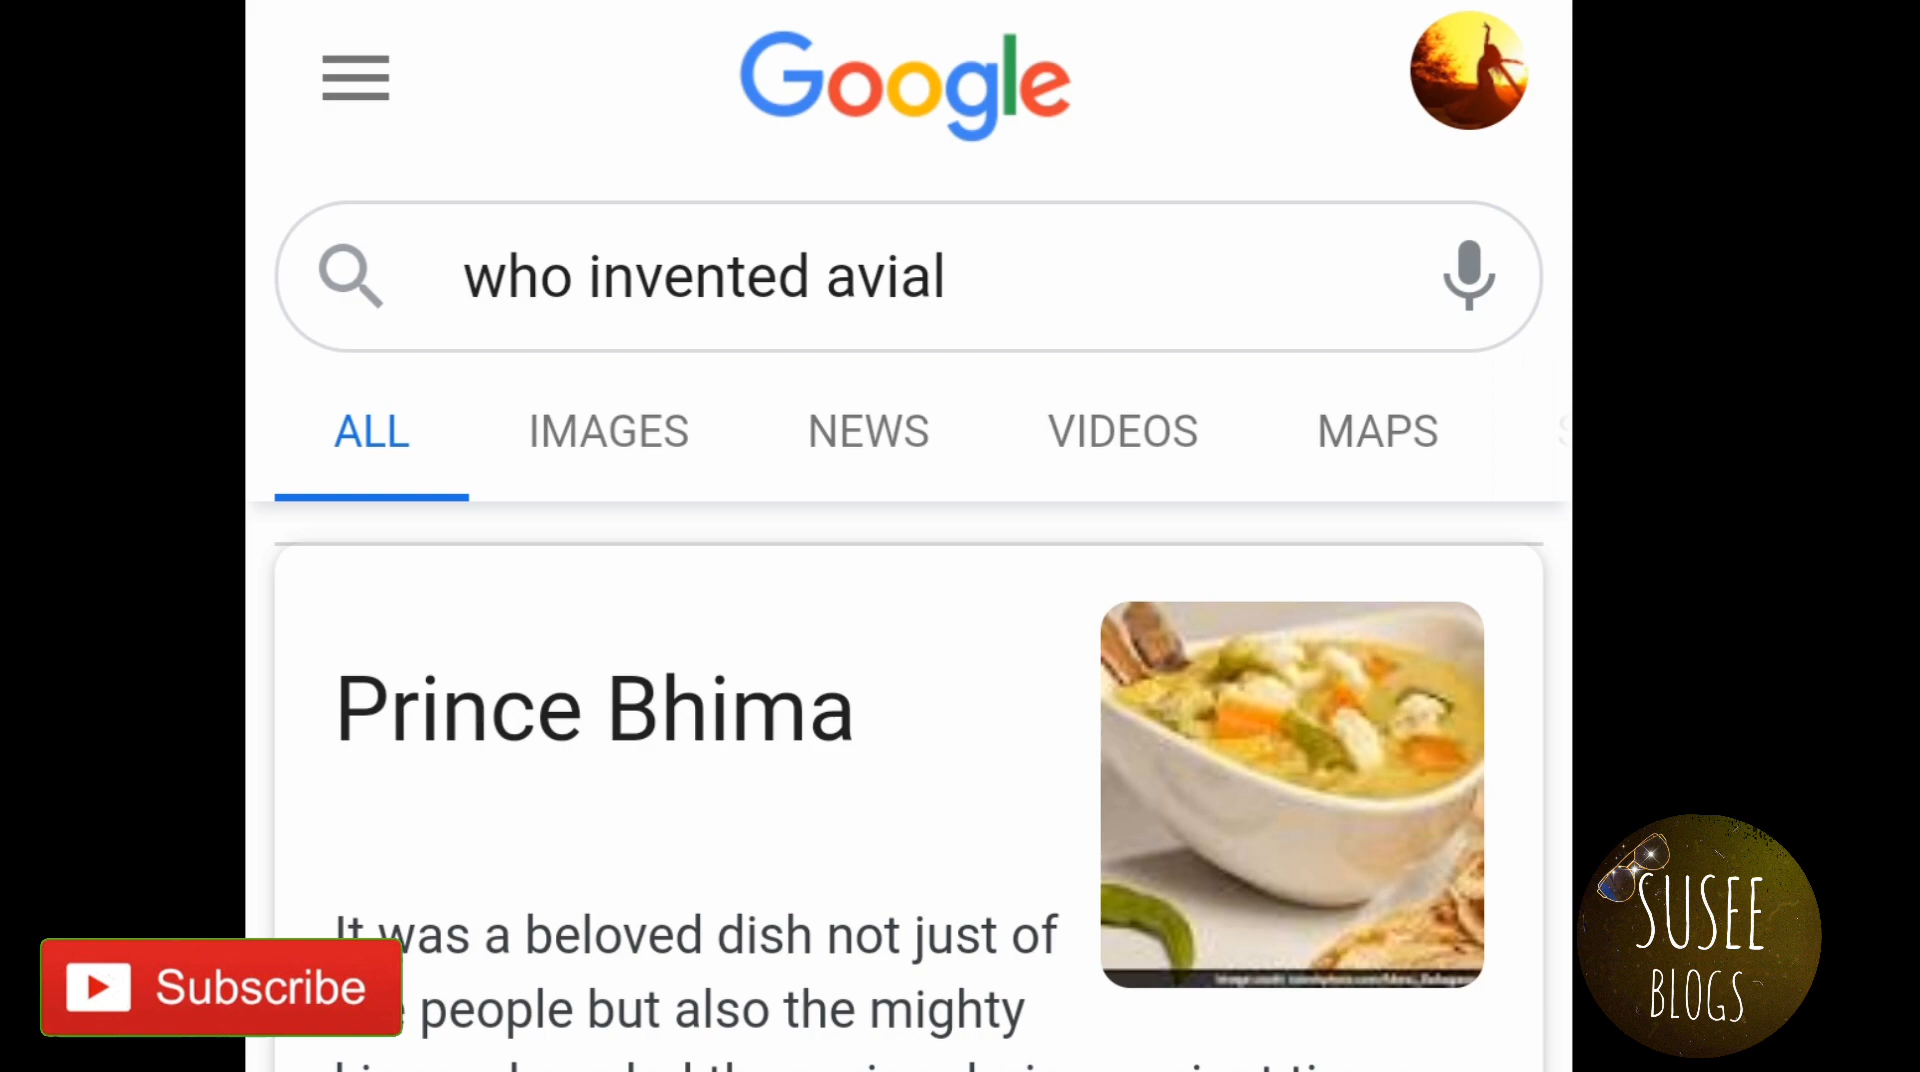 Google
who invented avial
ALL IMAGES NEWS VIDEOS MAPS
Prince Bhima
It was a beloved dish not just of
people but also the mighty
Subscribe
SUSEE
BLOGS